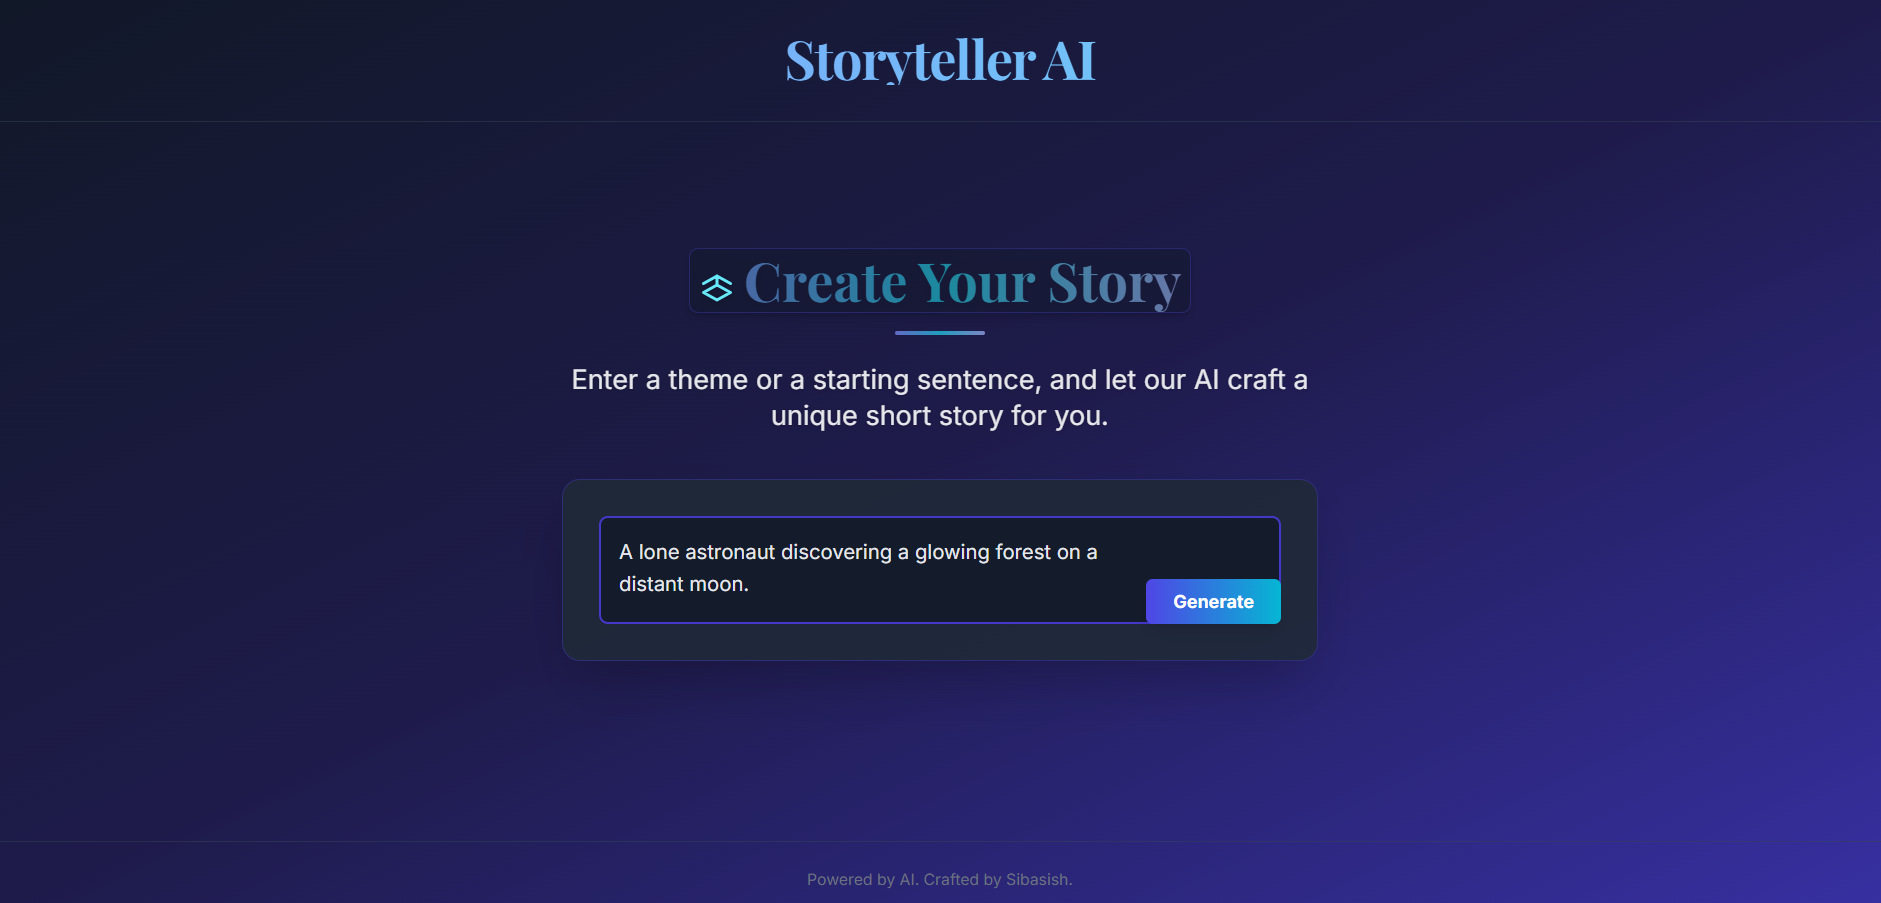 Storyteller AI
Create Your Story
Enter a theme or a starting sentence, and let our AI craft a
unique short story for you.
A lone astronaut discovering a glowing forest on a
distant moon.
Generate
Powered by AI. Crafted by Sibasish.